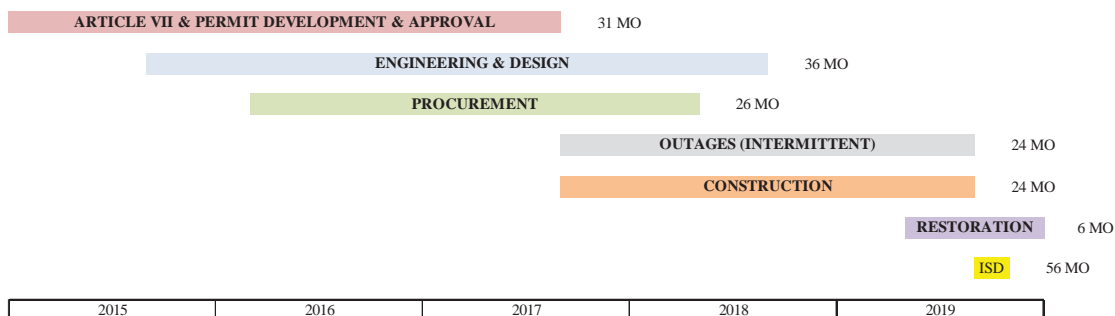 ARTICLE VII & PERMIT DEVELOPMENT & APPROVAL 31 MO
ENGINEERING & DESIGN 36 MO
PROCUREMENT 26 MO
OUTAGES (INTERMITTENT) 24 MO
CONSTRUCTION 24 MO
RESTORATION 6 MO
ISD 56 MO
2015 2016 2017 2018 2019